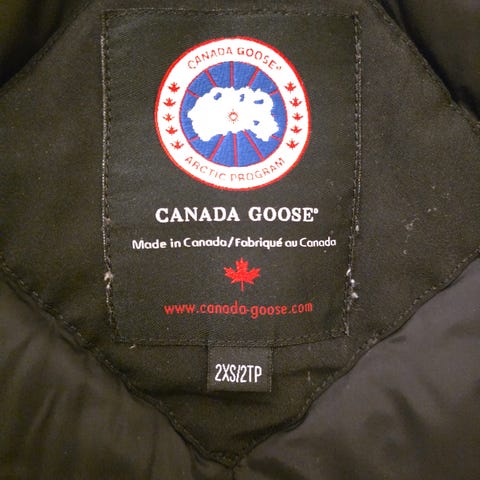 CANADA GOOSE®
ARCTIC PROGRAM
CANADA GOOSE®
Made in Canada/Fabriqué au Canada
www.canada-goose.com
2XS/2TP